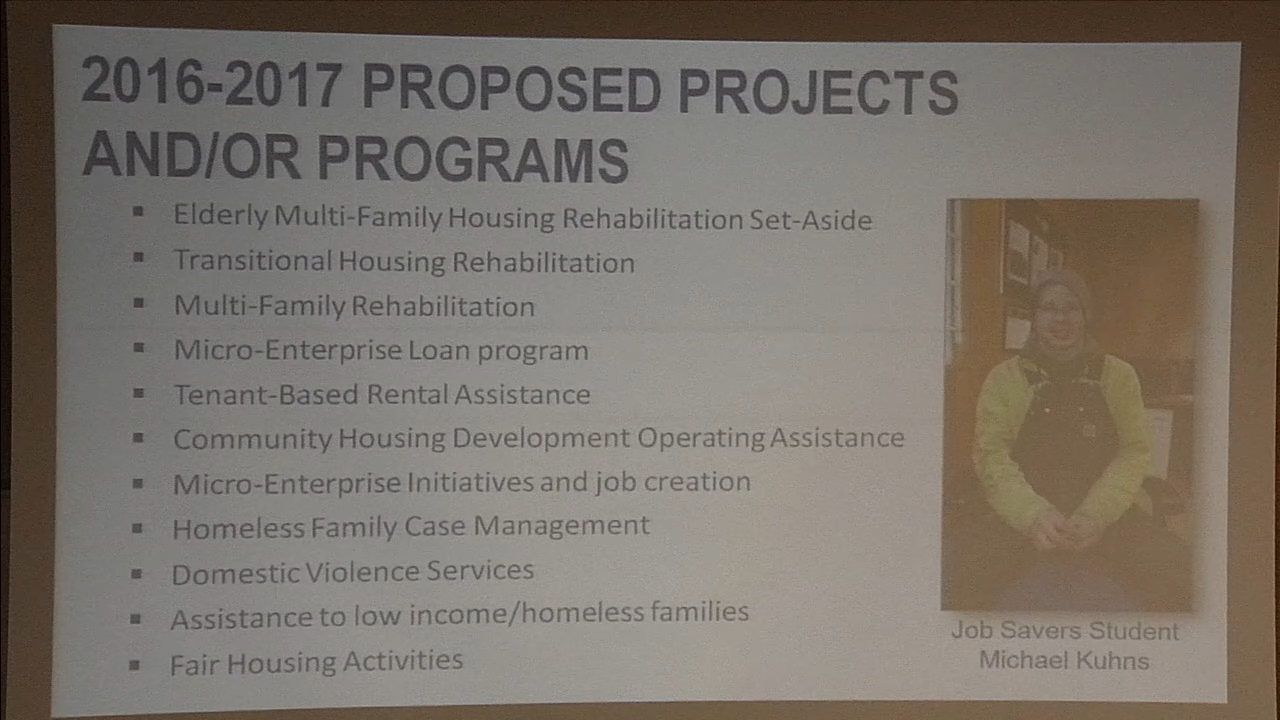 2016-2017 PROPOSED PROJECTS
AND/OR PROGRAMS
Elderly Multi-Family Housing Rehabilitation Set-Aside
Transitional Housing Rehabilitation
Multi-Family Rehabilitation
Micro-Enterprise Loan program
Tenant-Based Rental Assistance
Community Housing Development Operating Assistance
Micro-Enterprise Initiatives and job creation
Homeless Family Case Management
Domestic Violence Services
Assistance to low income/homeless families
Fair Housing Activities
Job Savers Student
Michael Kuhns